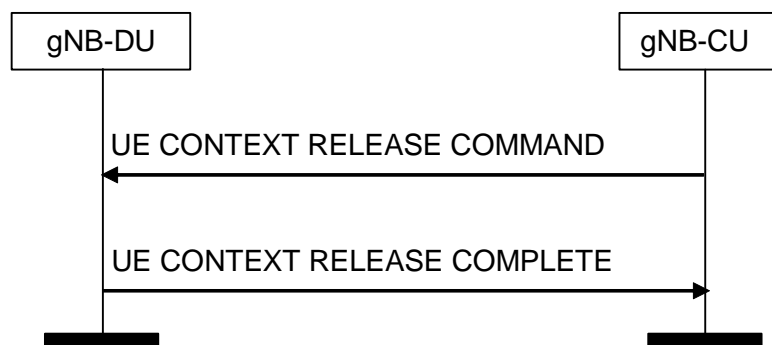 gNB-DU
gNB-CU
UE CONTEXT RELEASE COMMAND
UE CONTEXT RELEASE COMPLETE